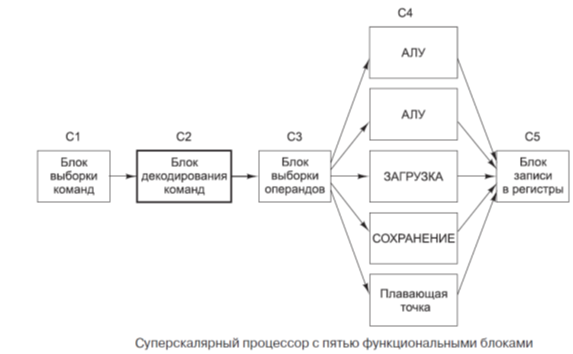 С4
АЛУ
АЛУ
С1
С2
С3
С5
Блок
выборки
команд
Блок
декодирования
команд
Блок
выборки
операндов
ЗАГРУЗКА
Блок
записи
в регистры
СОХРАНЕНИЕ
Плавающая
точка
Суперскалярный процессор с пятью функциональными блоками